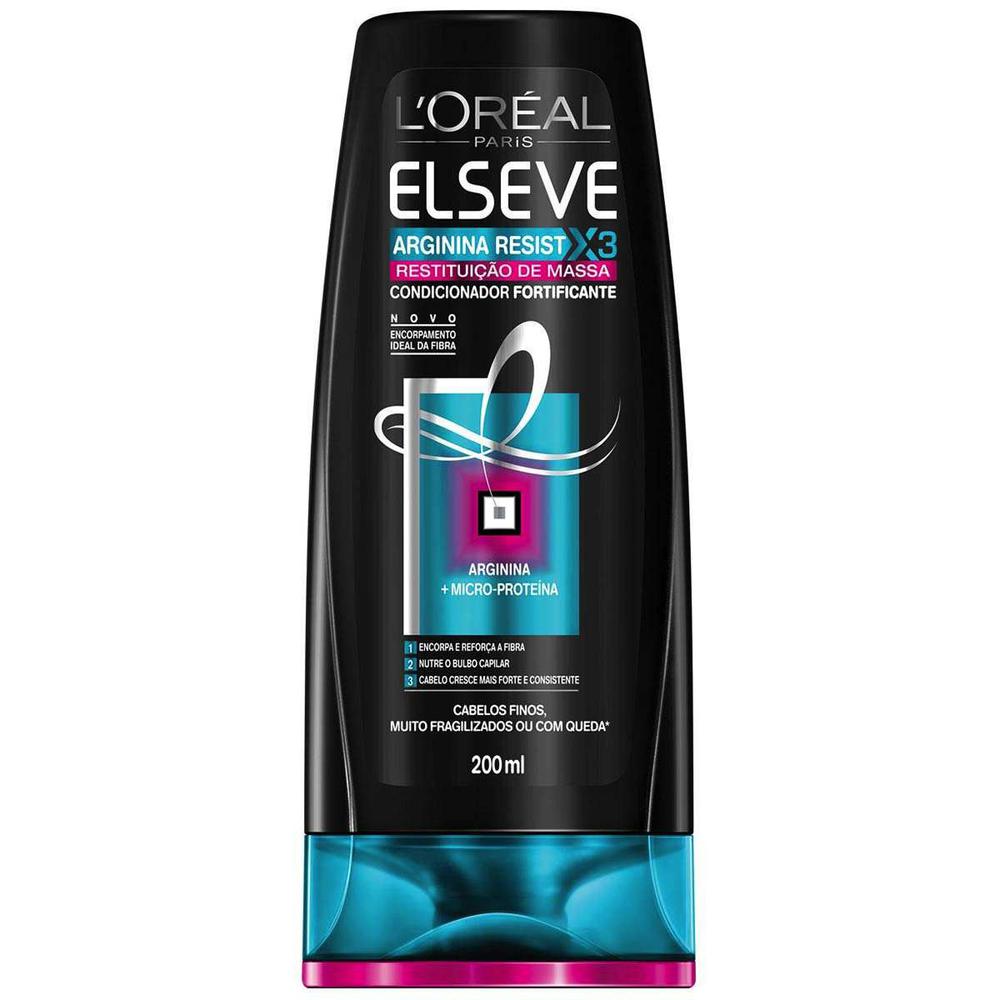 L'ORÉAL
PARiS
ELSEVE
ARGININA RESIST X3
RESTITUIÇÃO DE MASSA
CONDICIONADOR FORTIFICANTE
NOVO
ENCORPAMENTO
IDEAL DA FIBRA
ARGININA
+ MICRO-PROTEÍNA
1 ENCORPA E REFORÇA A FIBRA
2 NUTRE O BULBO CAPILAR
3 CABELO CRESCE MAIS FORTE E CONSISTENTE
CABELOS FINOS,
MUITO FRAGILIZADOS OU COM QUEDA*
200 ml